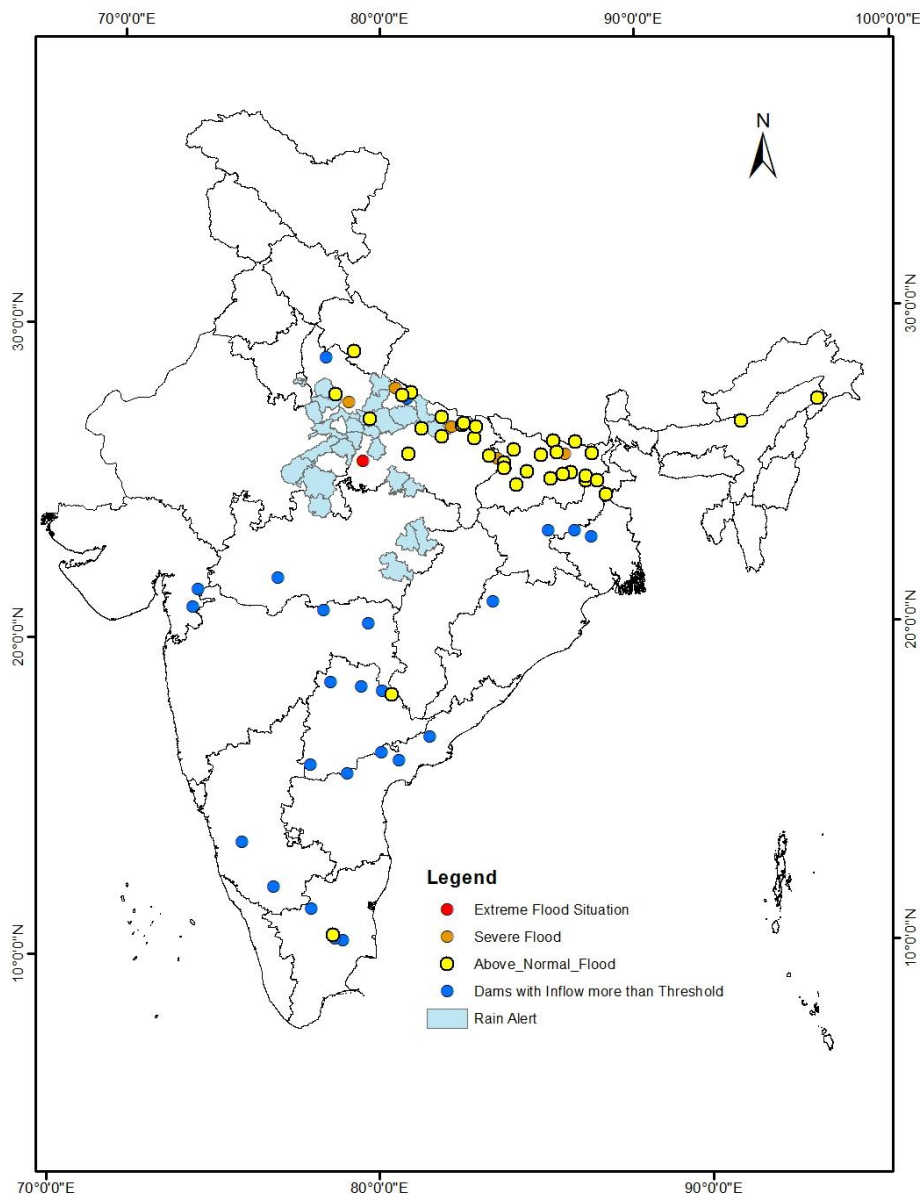 70°0'0"E 80°0'0"E 90°0'0"E 100°0'0"E
N
30°0'0"N 30°0'0"N
20°0'0"N 20°0'0"N
10°0'0"N 10°0'0"N
Legend
Extreme Flood Situation
Severe Flood
Above_Normal_Flood
Dams with Inflow more than Threshold
Rain Alert
70°0'0"E 80°0'0"E 90°0'0"E